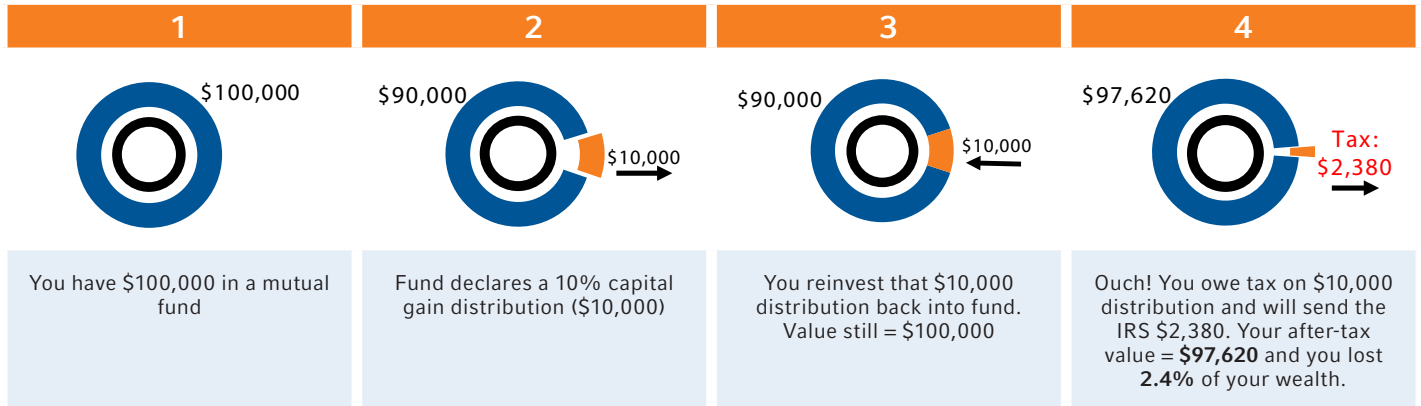 1
2
3
4
$100,000
$90,000
$10,000
$90,000
$10,000
$97,620
Tax:
$2,380
You have $100,000 in a mutual
fund
Fund declares a 10% capital
gain distribution ($10,000)
You reinvest that $10,000
distribution back into fund.
Value still = $100,000
Ouch! You owe tax on $10,000
distribution and will send the
IRS $2,380. Your after-tax
value = $97,620 and you lost
2.4% of your wealth.